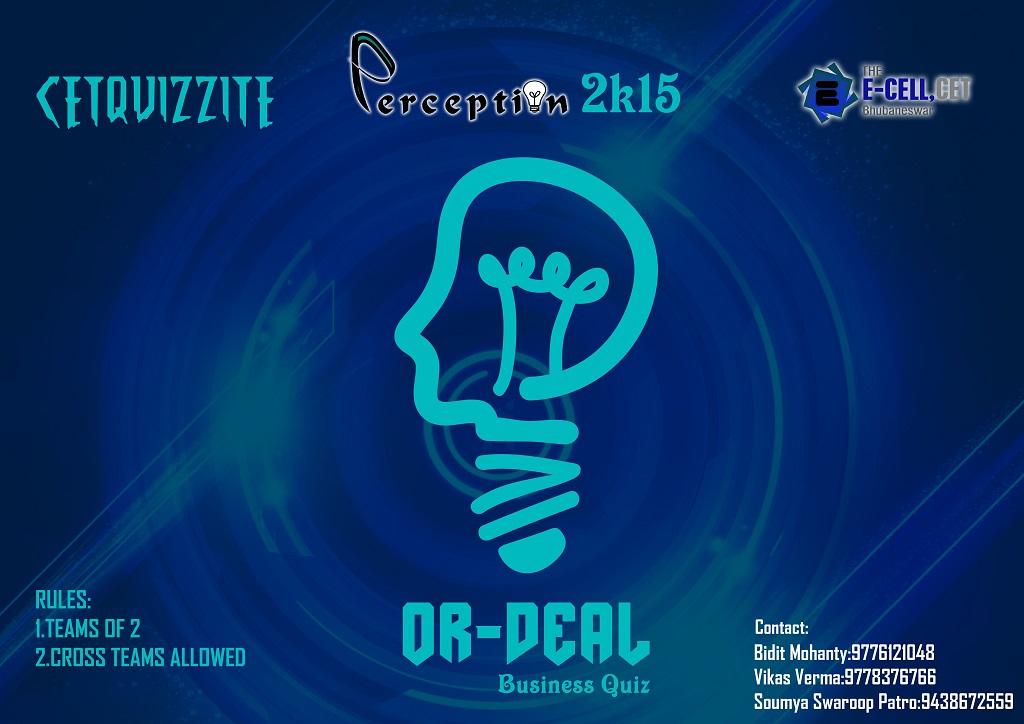 CETQUIZZITE
Perception 2k15
THE
E-CELL,CET
Bhubaneswar
RULES:
1.TEAMS OF 2
2.CROSS TEAMS ALLOWED
OR-DEAL
Business Quiz
Contact:
Bidit Mohanty:9776121048
Vikas Verma:9778376766
Soumya Swaroop Patro:9438672559